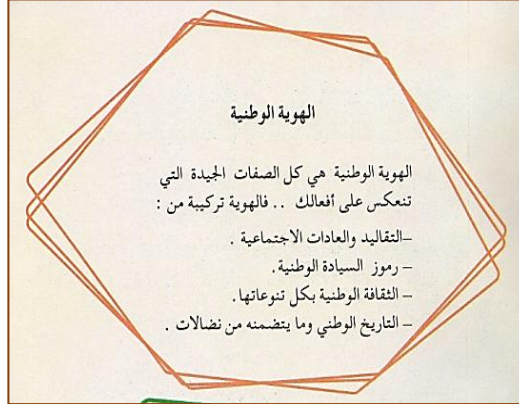 الهوية الوطنية
الهوية الوطنية هي كل الصفات الجيدة التي
تنعكس على أفعالك .. فالهوية تركيبة من :
–التقاليد والعادات الاجتماعية .
– رموز السيادة الوطنية.
– الثقافة الوطنية بكل تنوعاتها.
– التاريخ الوطني وما يتضمنه من نضالات .